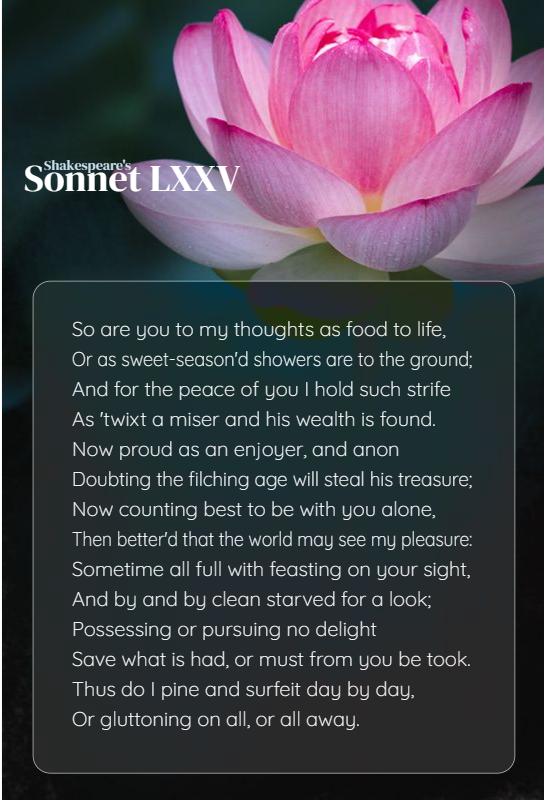 Shakespeare's
Sonnet LXXV
So are you to my thoughts as food to life,
Or as sweet-season'd showers are to the ground;
And for the peace of you I hold such strife
As 'twixt a miser and his wealth is found.
Now proud as an enjoyer, and anon
Doubting the filching age will steal his treasure;
Now counting best to be with you alone,
Then better'd that the world may see my pleasure:
Sometime all full with feasting on your sight,
And by and by clean starved for a look;
Possessing or pursuing no delight
Save what is had, or must from you be took.
Thus do I pine and surfeit day by day,
Or gluttoning on all, or all away.